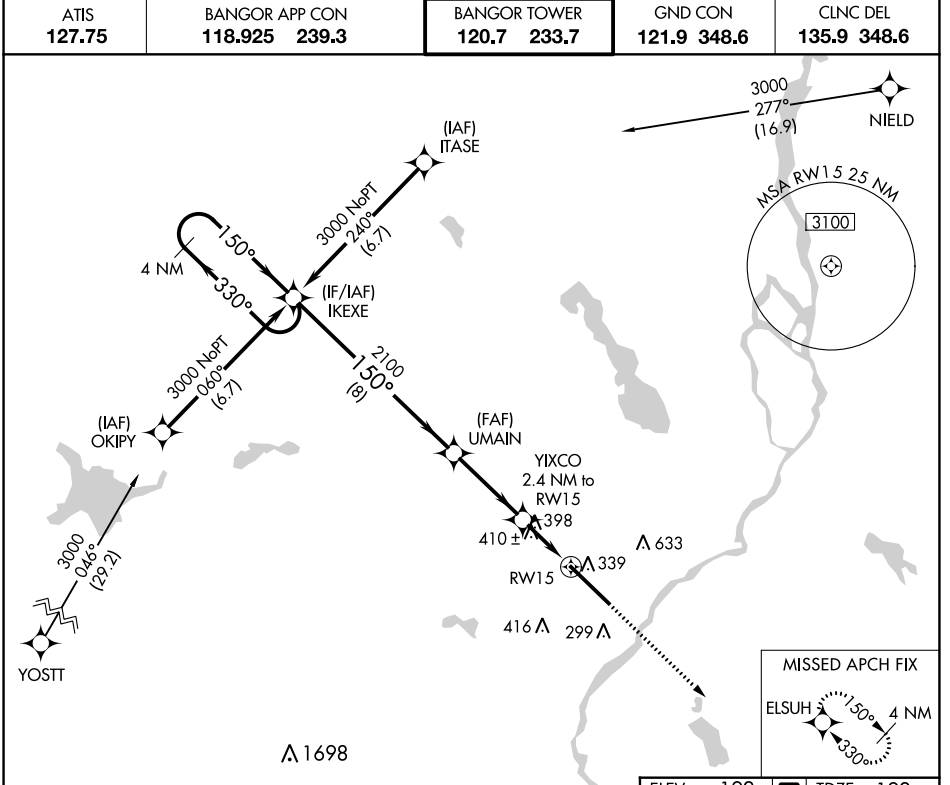 ATIS
127.75
BANGOR APP CON
118.925 239.3
BANGOR TOWER
120.7 233.7
GND CON
121.9 348.6
CLNC DEL
135.9 348.6
3000
277°
(16.9)
NIELD
(IAF)
ITASE
3000 NoPT
240°
(6.7)
MSA RW15 25 NM
3100
150°
4 NM
330°
(IF/IAF)
IKEXE
3000 NoPT
060°
(6.7)
2100
150°
(8)
(IAF)
OKIPY
(FAF)
UMAIN
YIXCO
2.4 NM to
RW15
398
410 ±
633
339
RW15
3000
046°
(29.2)
416
299
YOSTT
MISSED APCH FIX
ELSUH
150°
4 NM
330°
1698